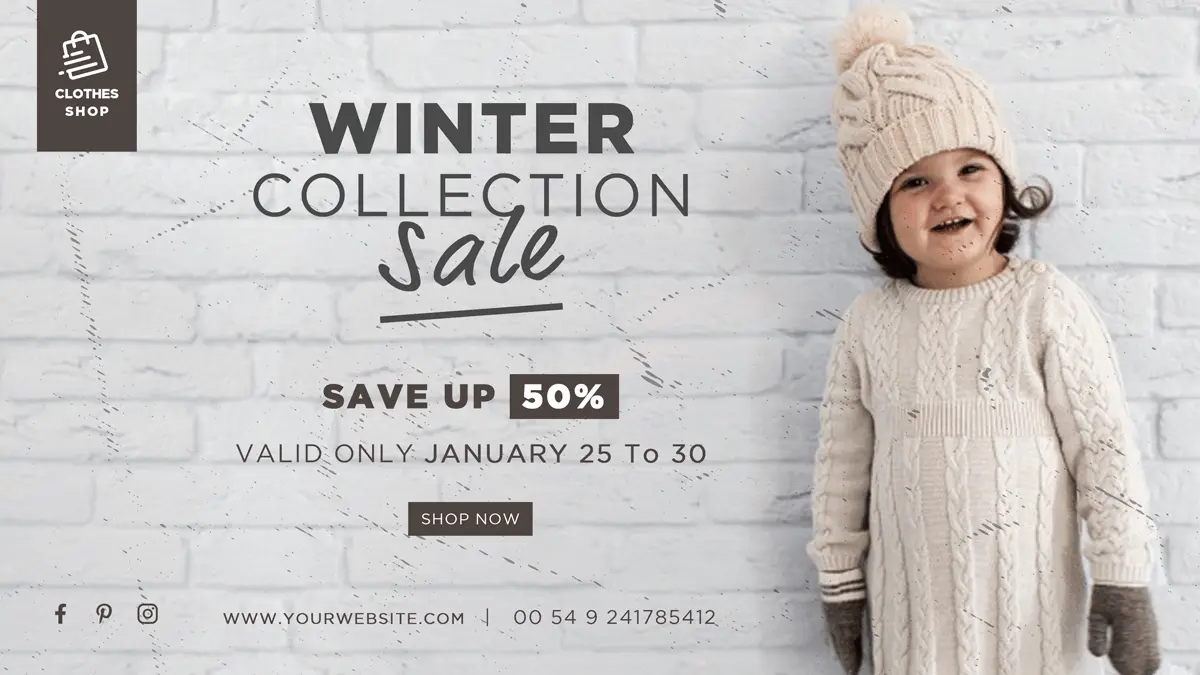 CLOTHES
SHOP
WINTER
COLLECTION
Sale
SAVE UP 50%
VALID ONLY JANUARY 25 To 30
SHOP NOW
WWW.YOURWEBSITE.COM | 00 54 9 241785412